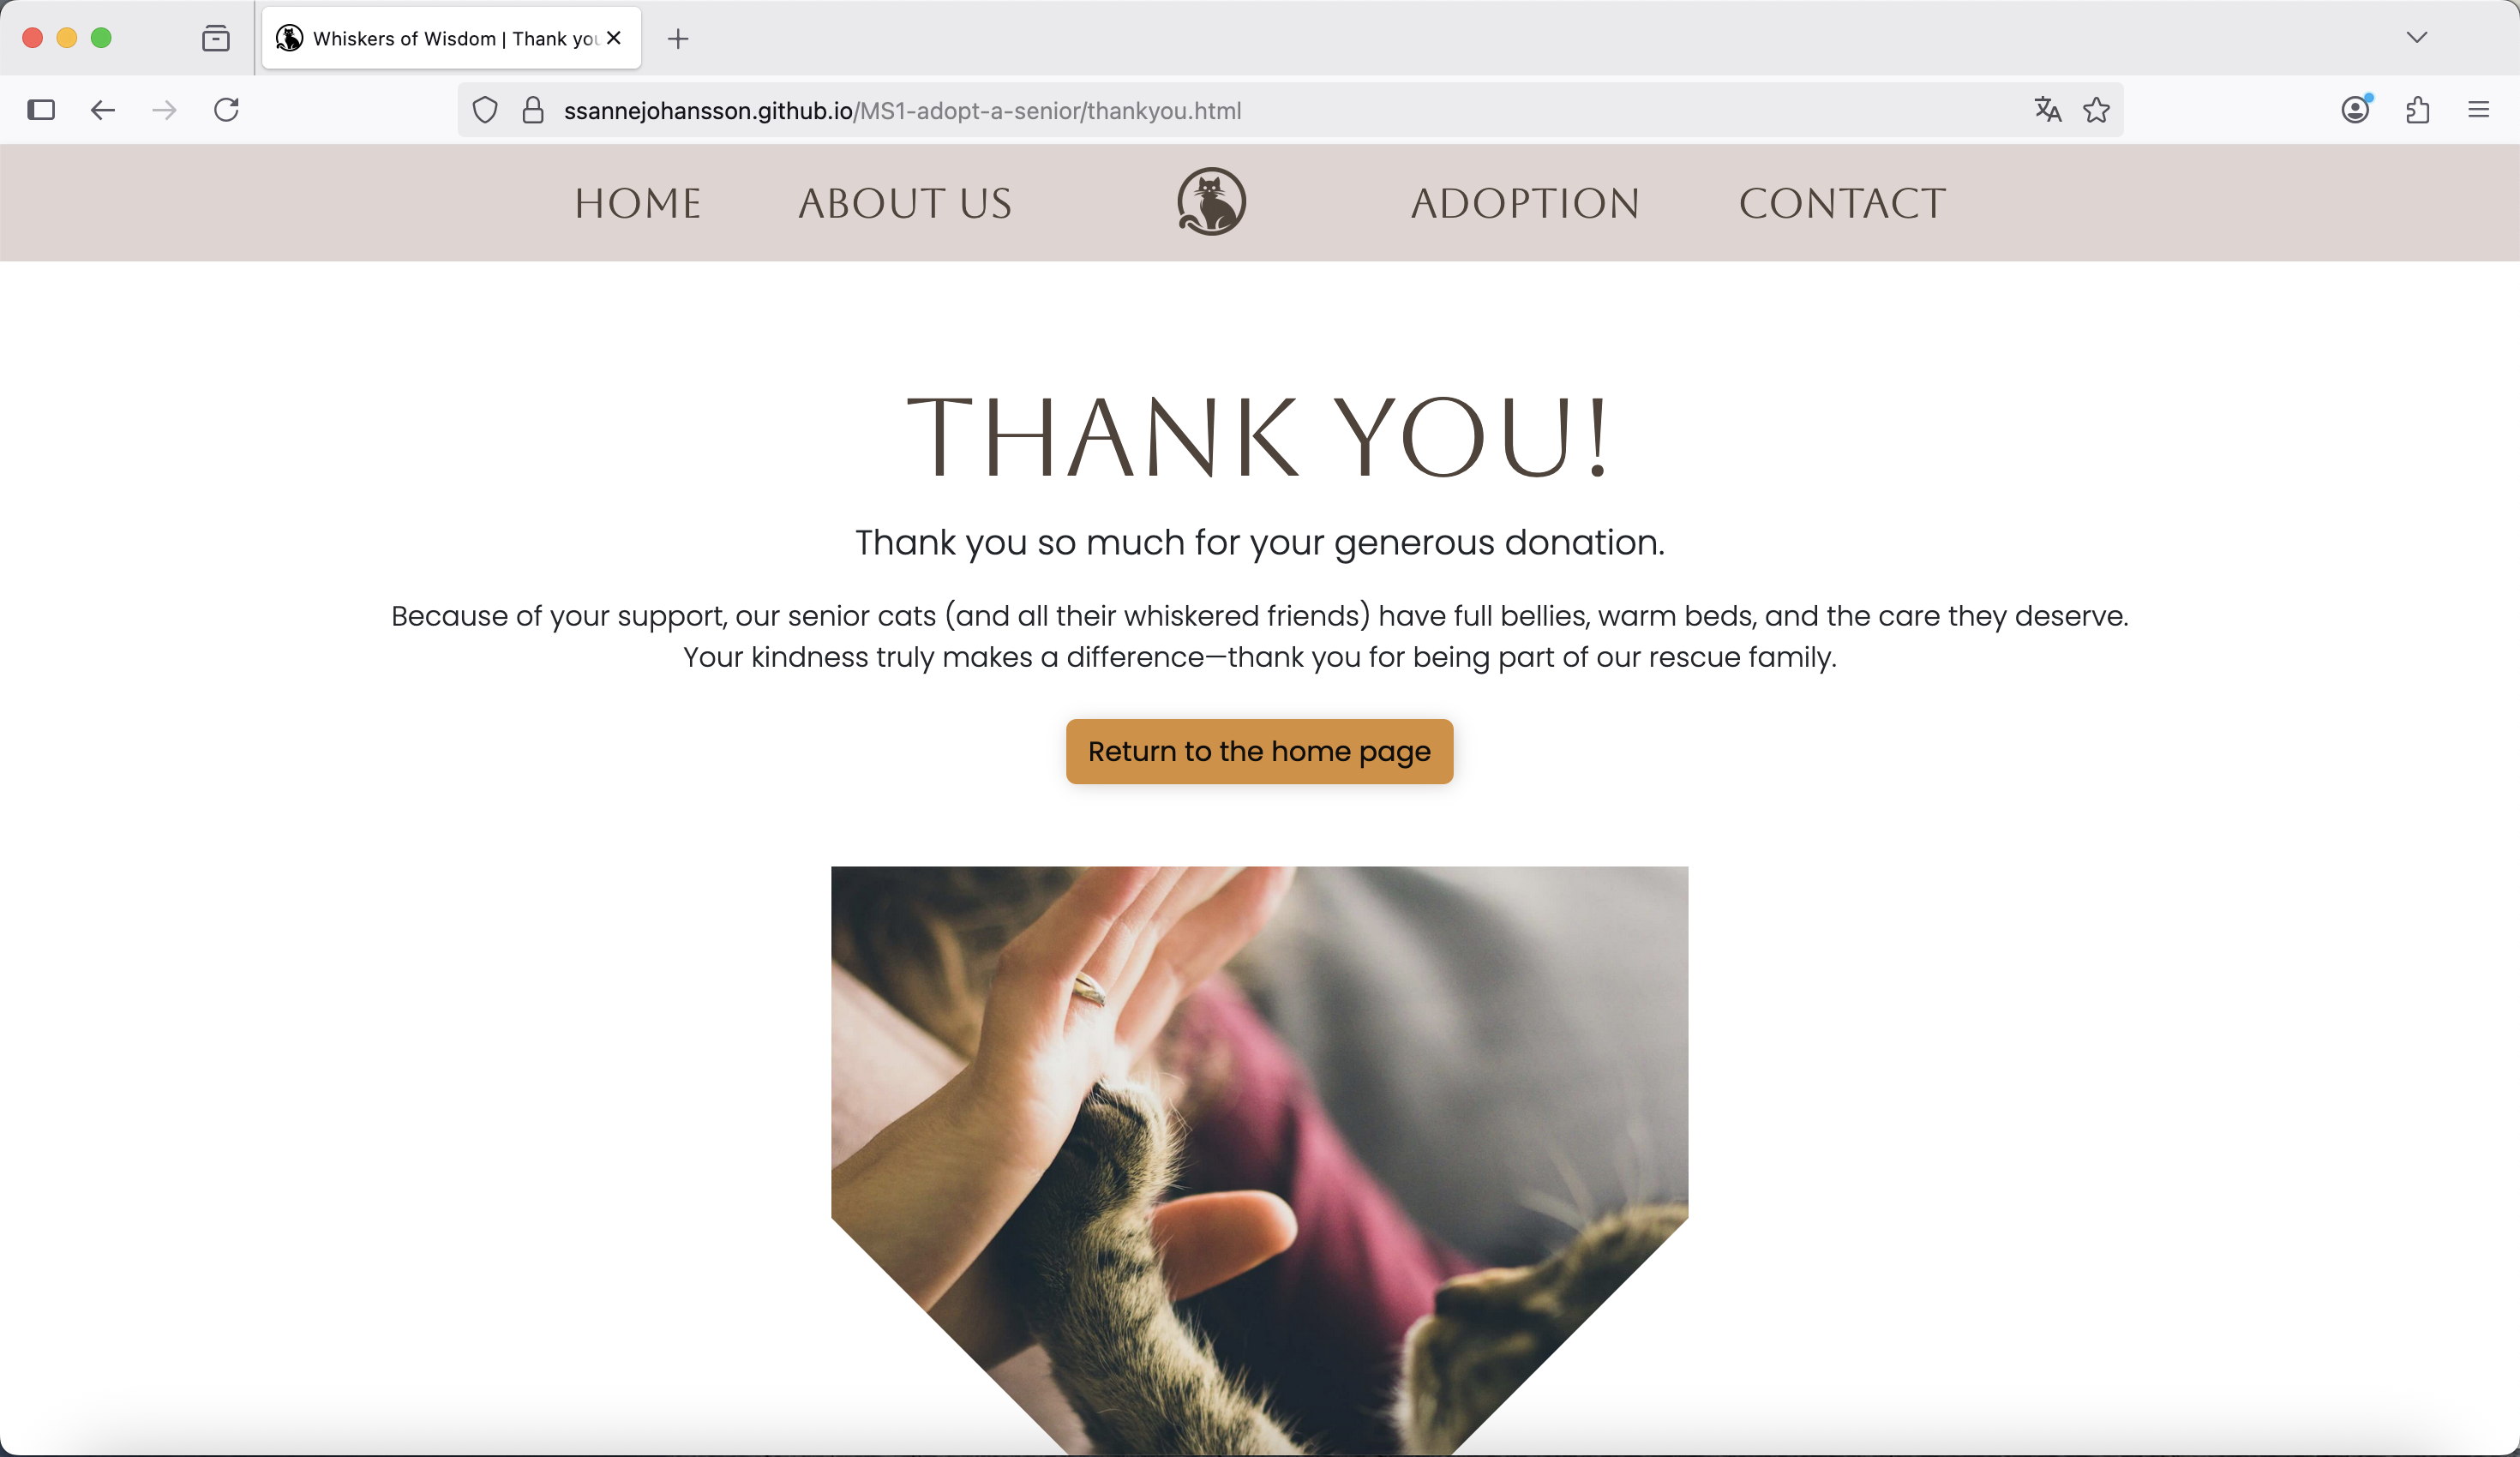 Whiskers of Wisdom | Thank you
ssannejohansson.github.io/MS1-adopt-a-senior/thankyou.html
HOME ABOUT US ADOPTION CONTACT
THANK YOU!
Thank you so much for your generous donation.
Because of your support, our senior cats (and all their whiskered friends) have full bellies, warm beds, and the care they deserve.
Your kindness truly makes a difference—thank you for being part of our rescue family.
Return to the home page